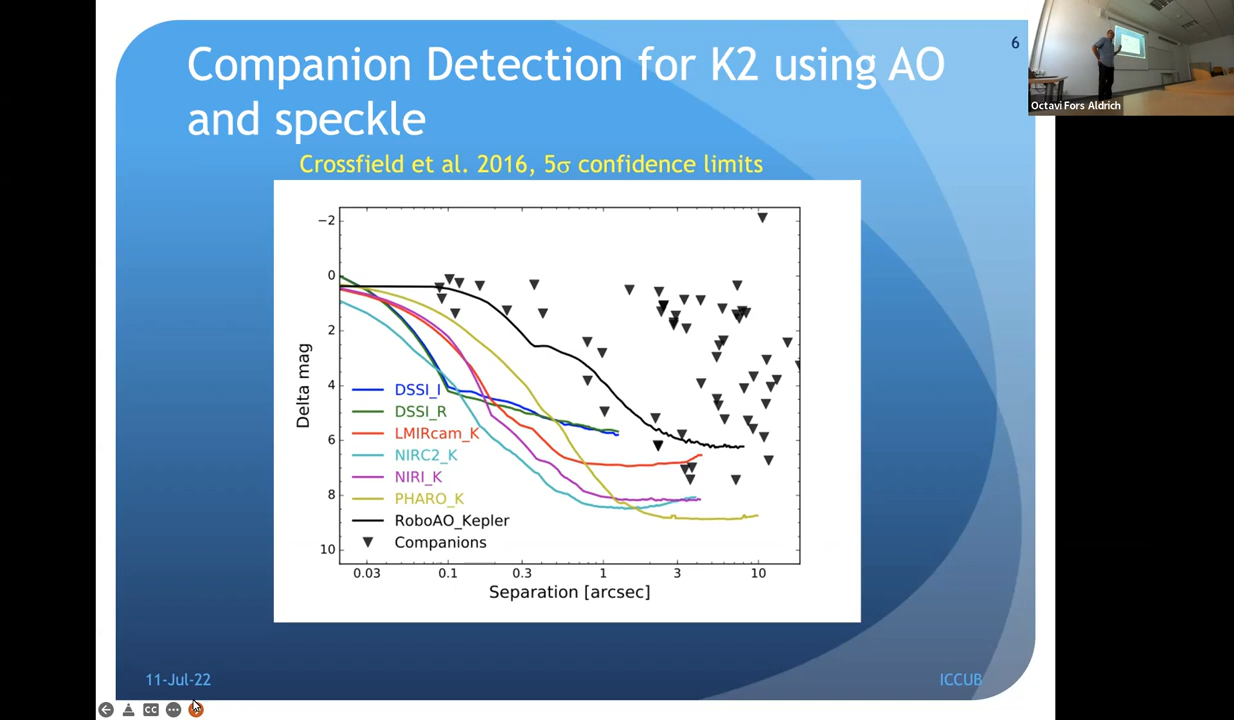 Companion Detection for K2 using AO
and speckle
6
Octavi Fors Aldrich
Crossfield et al. 2016, 5σ confidence limits
−2
0
2
4
6
8
10
Delta mag
DSSI_I
DSSI_R
LMIRcam_K
NIRC2_K
NIRI_K
PHARO_K
RoboAO_Kepler
Companions
0.03 0.1 0.3 1 3 10
Separation [arcsec]
11-Jul-22
ICCUB
CC